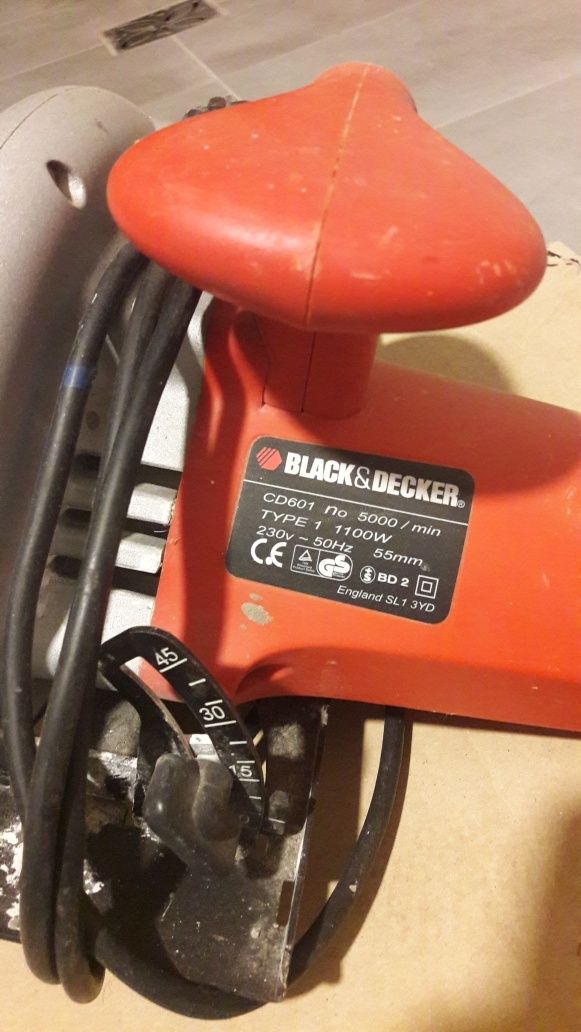 BLACK&DECKER®
CD601 no 5000 / min
TYPE 1 1100W
230v ~ 50Hz 55mm
CE GS BD 2
England SL1 3YD
45
30
15